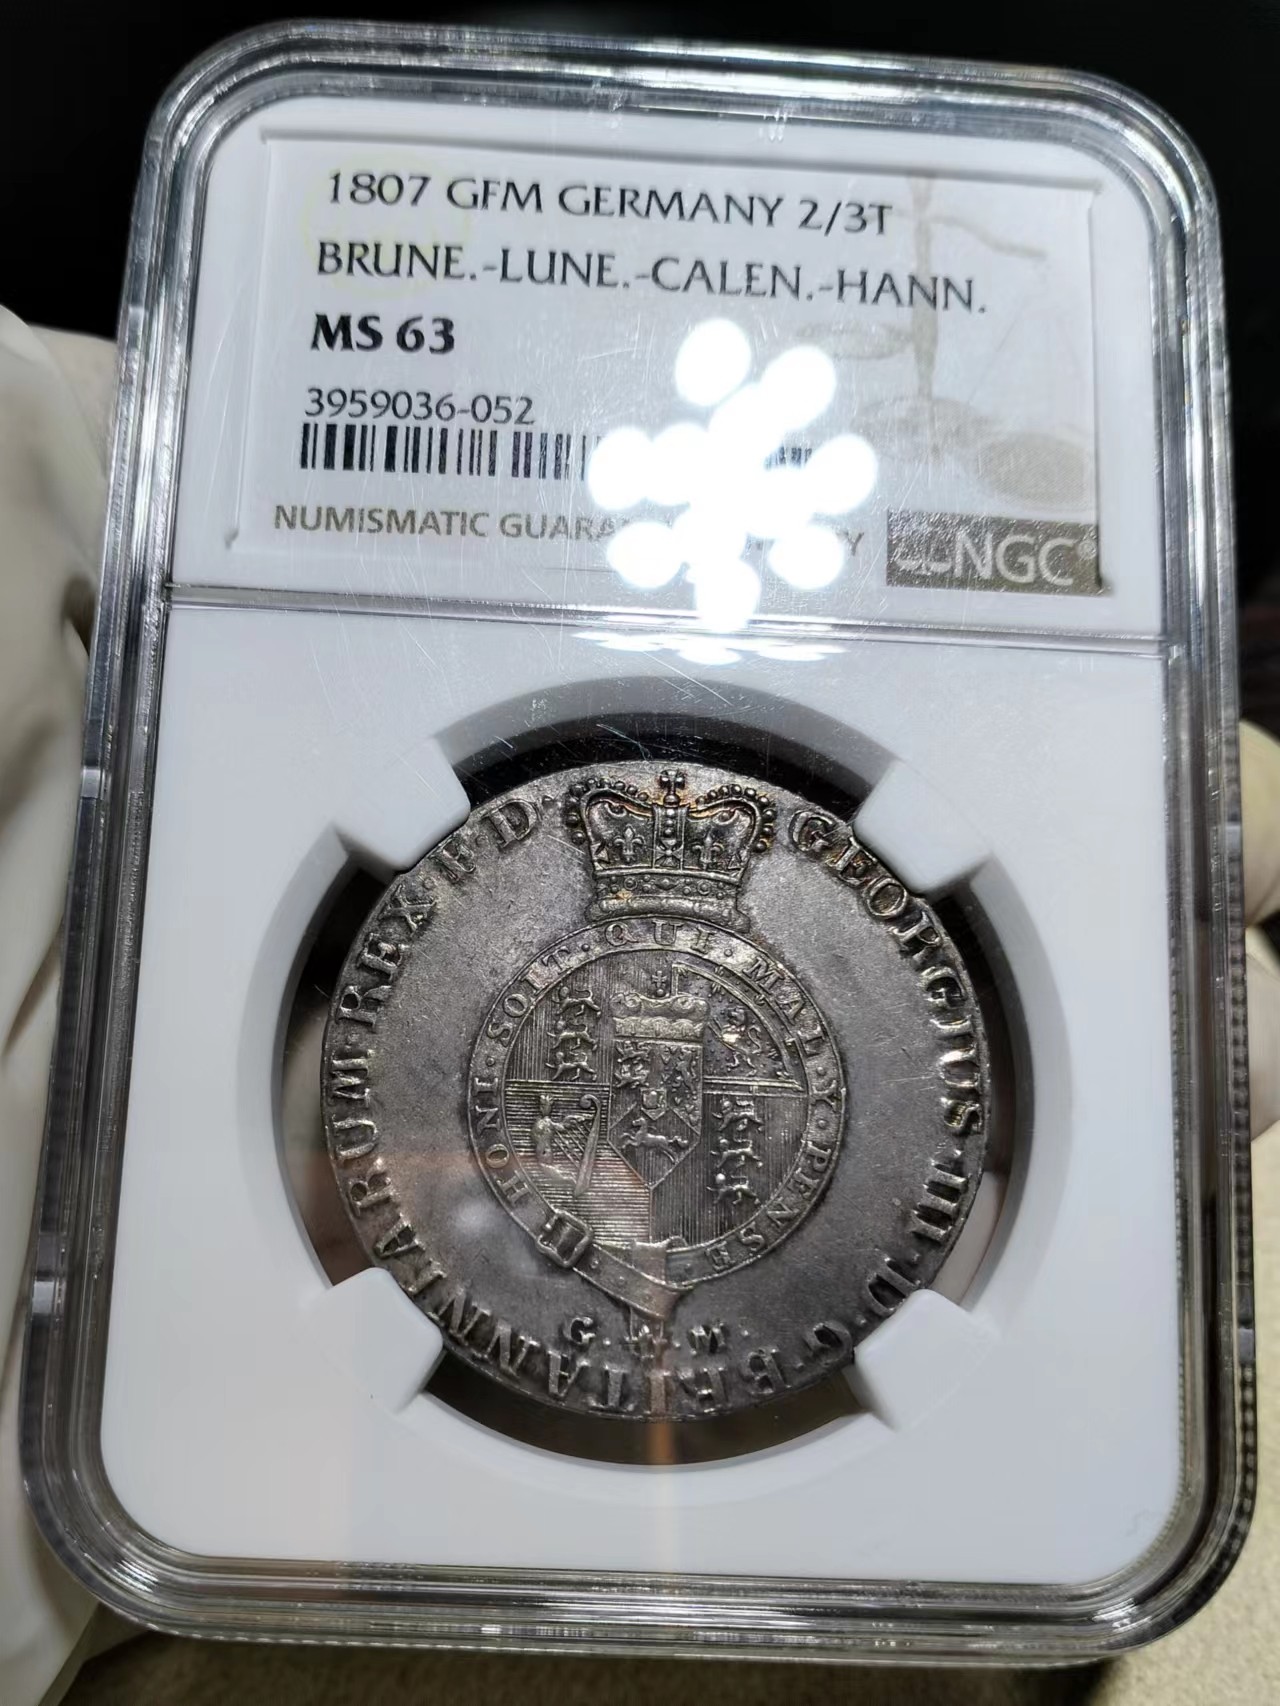 1807 GFM GERMANY 2/3T
BRUNE.-LUNE.-CALEN.-HANN.
MS 63
3959036-052
NUMISMATIC
NGC®
GEORGIUS·III·D·G·BRITANNIARUM·REX·F·D·
HONI·SOIT·QUI·MAL·Y·PENSE·
G. M.